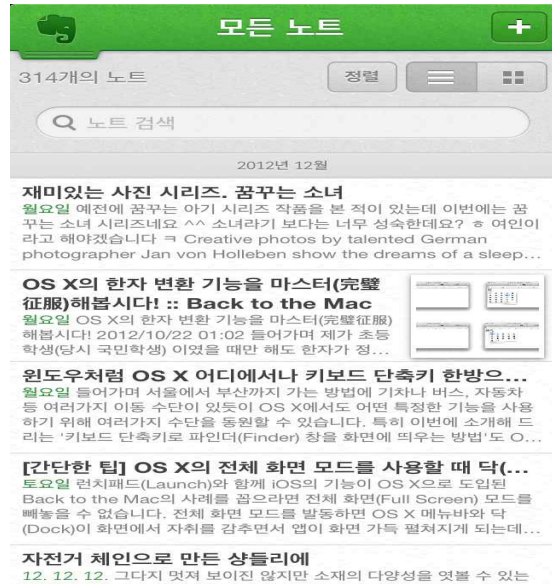 모든 노트
314개의 노트
정렬
노트 검색
2012년 12월
재미있는 사진 시리즈. 꿈꾸는 소녀
월요일 예전에 꿈꾸는 아기 시리즈 작품을 본 적이 있는데 이번에는 꿈
꾸는 소녀 시리즈네요 ^^ 소녀라기 보다는 너무 성숙한데요? ㅎ 여인이
라고 해야겠습니다 ㅋ Creative photos by talented German
photographer Jan von Holleben show the dreams of a sleep...
OS X의 한자 변환 기능을 마스터(完璧
征服)해봅시다! :: Back to the Mac
월요일 OS X의 한자 변환 기능을 마스터(完璧征服)
해봅시다! 2012/10/22 01:02 들어가며 제가 초등
학생(당시 국민학생) 이였을 때만 해도 한자가 정...
윈도우처럼 OS X 어디에서나 키보드 단축키 한방으...
월요일 들어가며 서울에서 부산까지 가는 방법에 기차나 버스, 자동차
등 여러가지 이동 수단이 있듯이 OS X에서도 어떤 특정한 기능을 사용
하기 위해 여러가지 수단을 동원할 수 있습니다. 특히 이번에 소개해 드
리는 '키보드 단축키로 파인더(Finder) 창을 화면에 띄우는 방법'도 O...
[간단한 팁] OS X의 전체 화면 모드를 사용할 때 닥(...
토요일 런치패드(Launch)와 함께 iOS의 기능이 OS X으로 도입된
Back to the Mac의 사례를 꼽으라면 전체 화면(Full Screen) 모드를
빼놓을 수 없습니다. 전체 화면 모드를 발동하면 OS X 메뉴바와 닥
(Dock)이 화면에서 자취를 감추면서 앱이 화면 가득 펼쳐지게 되는데...
자전거 체인으로 만든 샹들리에
12. 12. 12. 그다지 멋져 보이진 않지만 소재의 다양성을 엿볼 수 있는